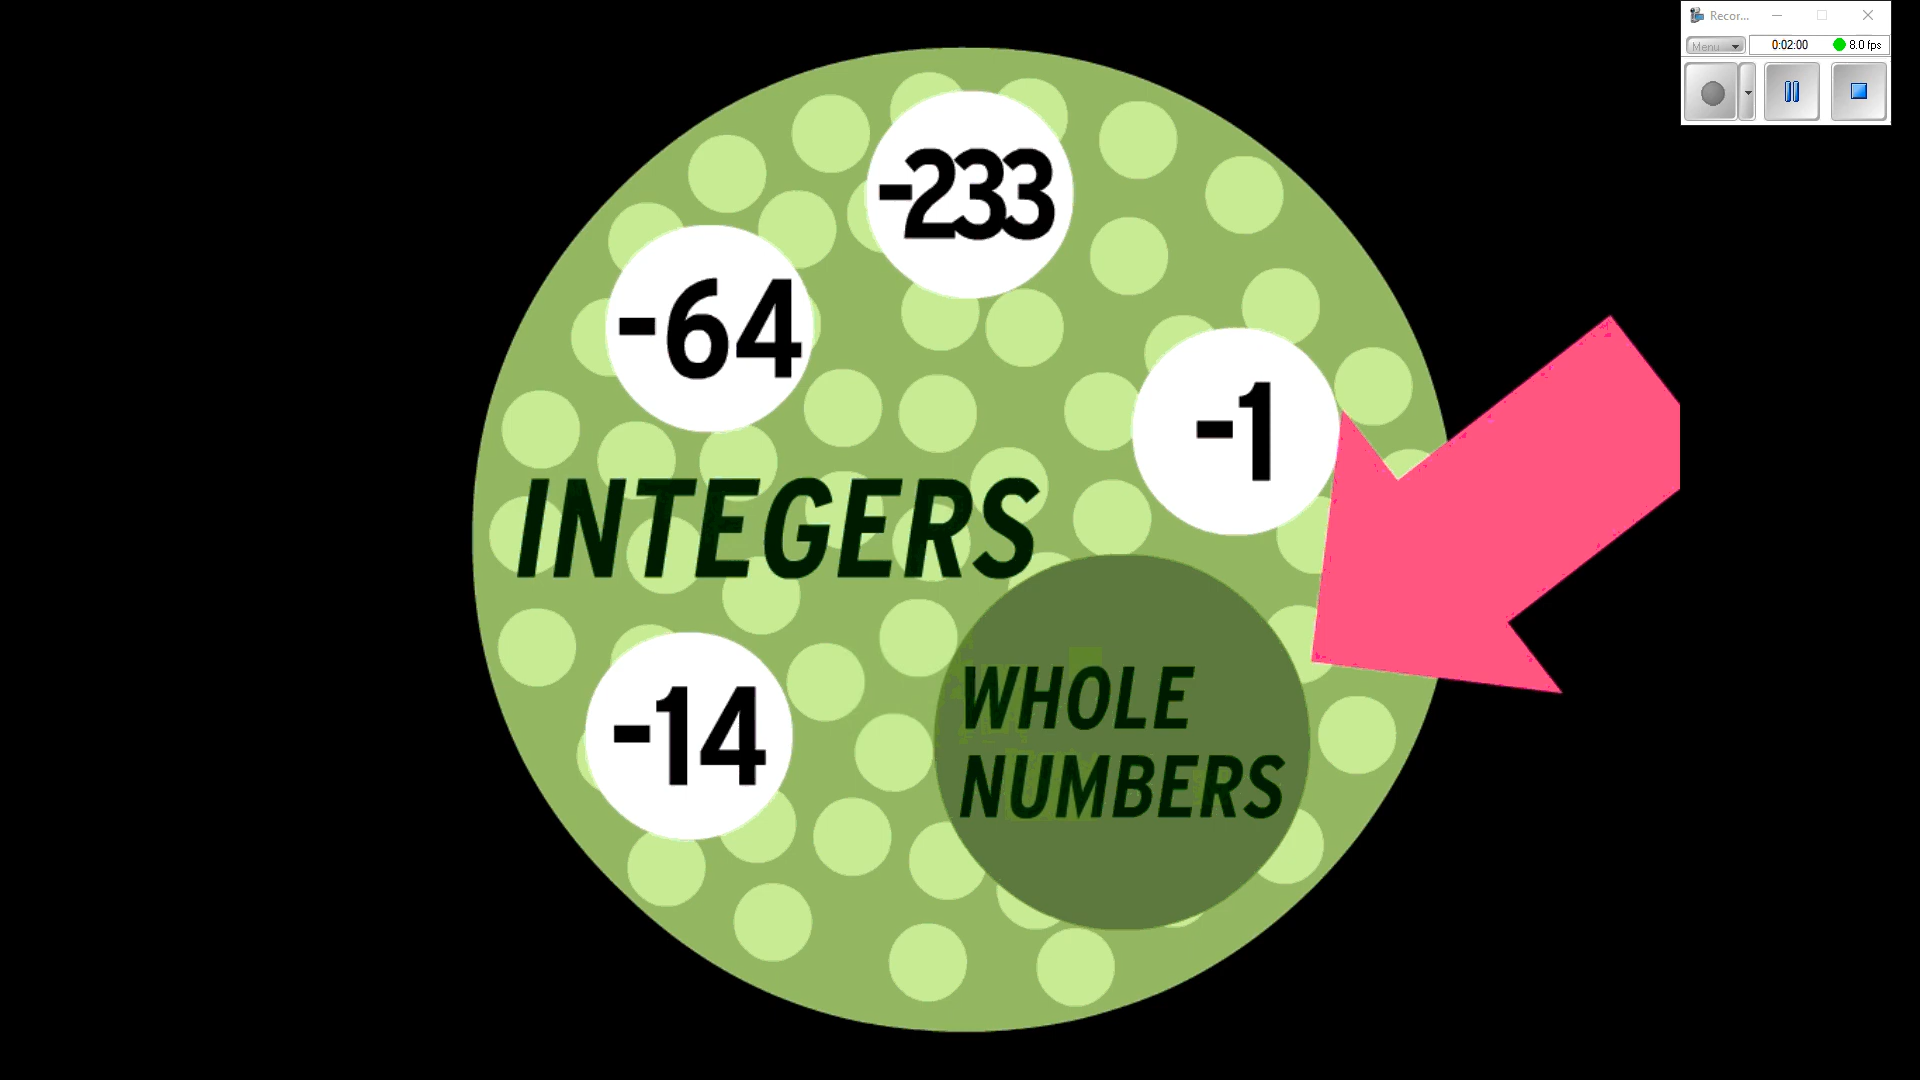 Recor...
Menu
0:02:00
8.0 fps
-233
-64
-1
INTEGERS
WHOLE
NUMBERS
-14